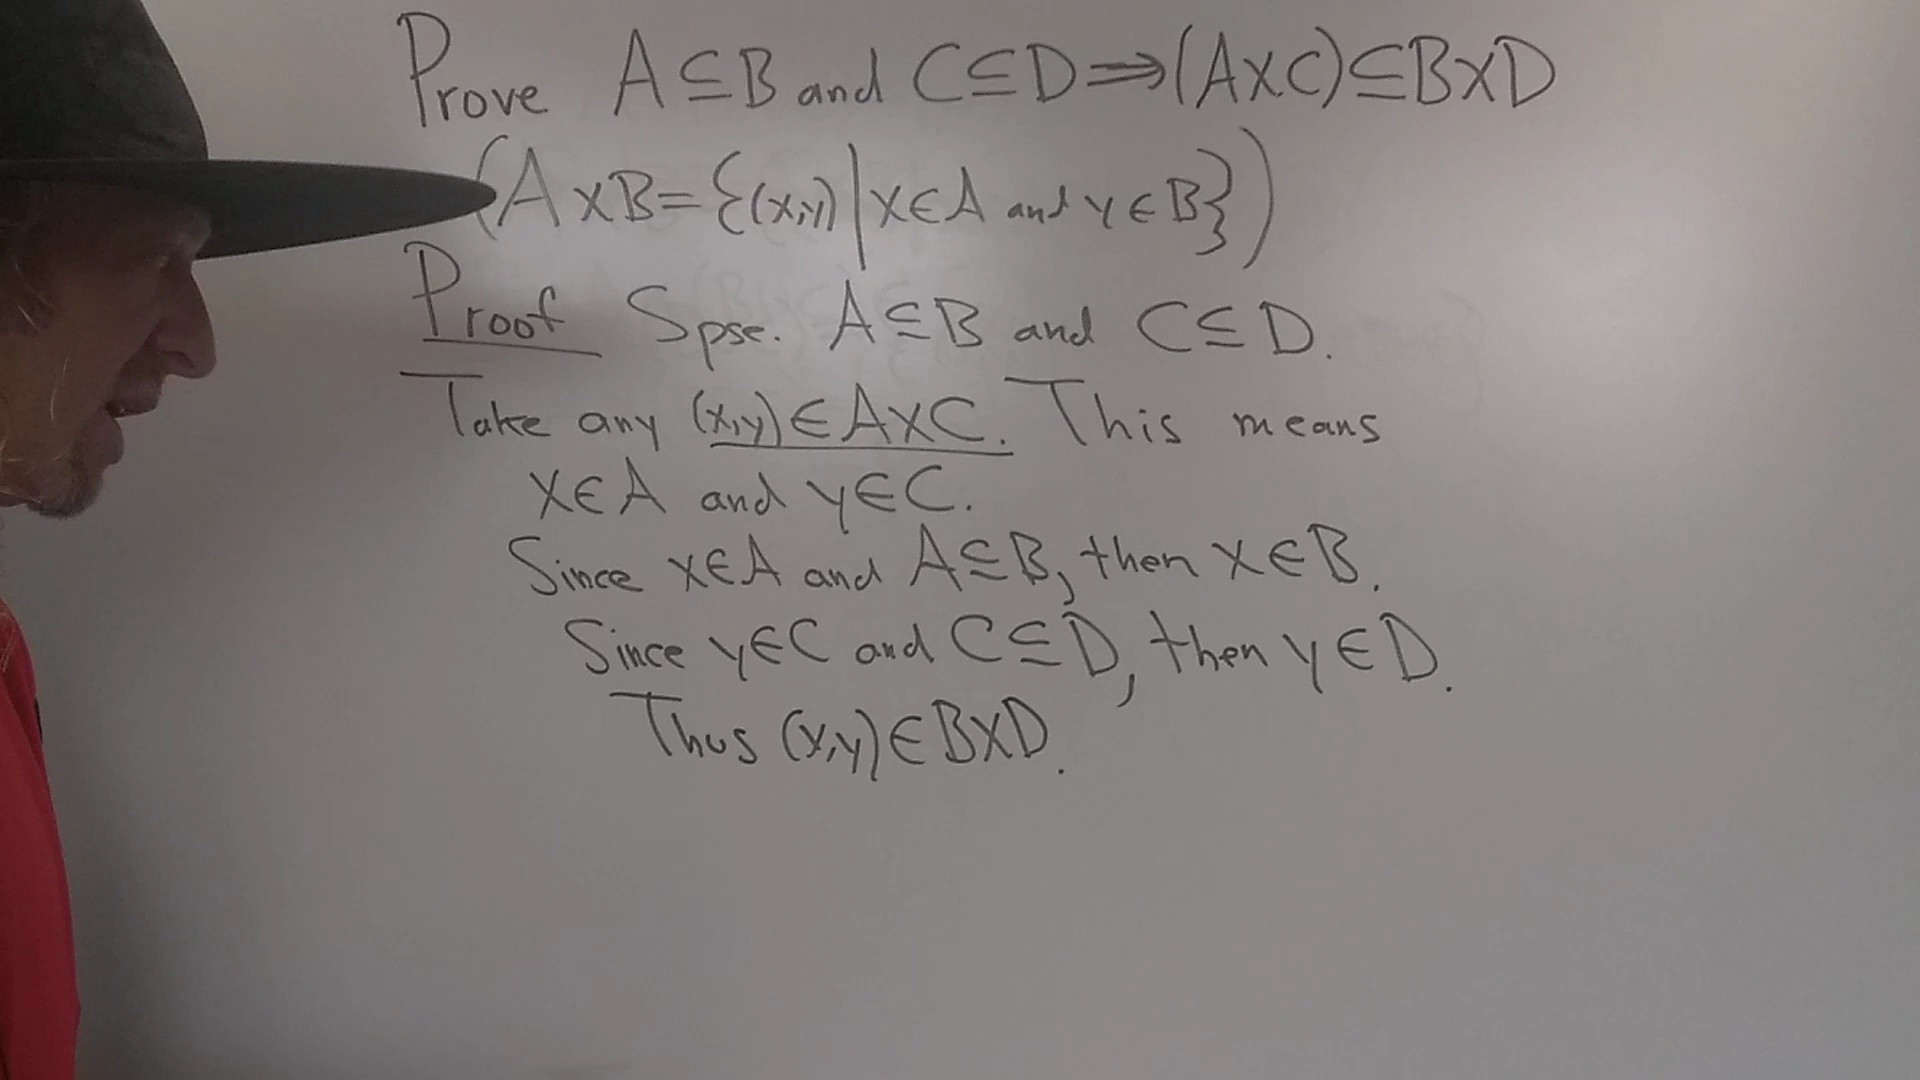 Prove A⊆B and C⊆D⇒(A×C)⊆B×D
(A×B={(x,y)|x∈A and y∈B})
Proof Spse. A⊆B and C⊆D.
Take any (x,y)∈A×C. This means
x∈A and y∈C.
Since x∈A and A⊆B, then x∈B.
Since y∈C and C⊆D, then y∈D.
Thus (x,y)∈B×D.